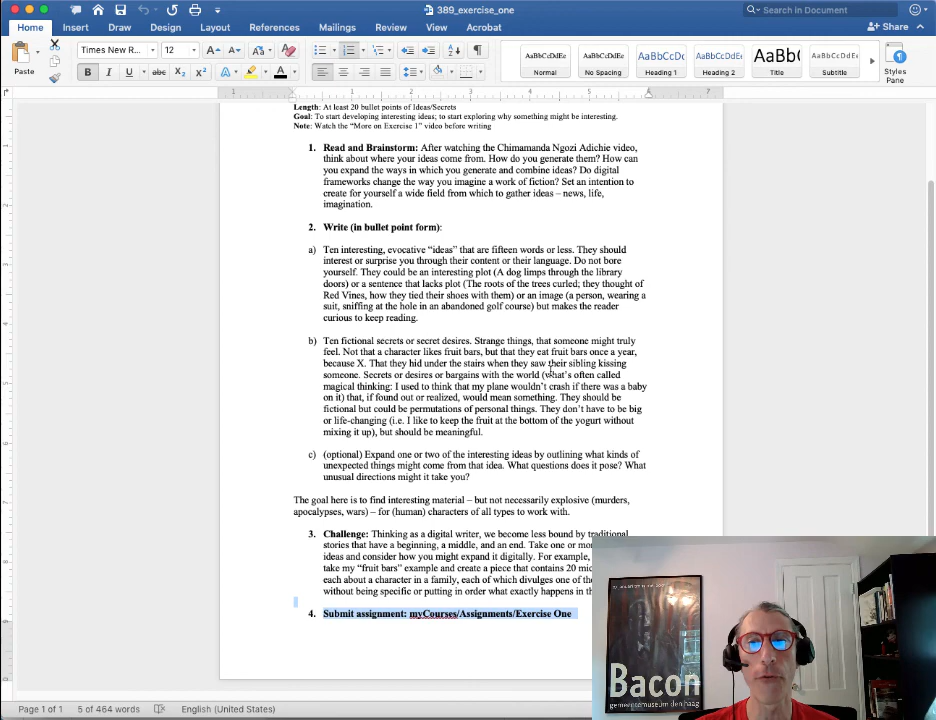 389_exercise_one
Search in Document
Home Insert Draw Design Layout References Mailings Review View Acrobat
Share
Paste
Times New R... 12
AaBbCcDdEe AaBbCcDdEe AaBbCcDc AaBbCcDdEe AaBb( AaBbCcDdEe
Normal No Spacing Heading 1 Heading 2 Title Subtitle
Styles
Pane
1 1 2 3 4 5 6 7
Length: At least 20 bullet points of Ideas/Secrets
Goal: To start developing interesting ideas; to start exploring why something might be interesting.
Note: Watch the “More on Exercise 1” video before writing
1. Read and Brainstorm: After watching the Chimamanda Ngozi Adichie video,
think about where your ideas come from. How do you generate them? How can
you expand the ways in which you generate and combine ideas? Do digital
frameworks change the way you imagine a work of fiction? Set an intention to
create for yourself a wide field from which to gather ideas – news, life,
imagination.
2. Write (in bullet point form):
a) Ten interesting, evocative “ideas” that are fifteen words or less. They should
interest or surprise you through their content or their language. Do not bore
yourself. They could be an interesting plot (A dog limps through the library
doors) or a sentence that lacks plot (The roots of the trees curled; they thought of
Red Vines, how they tied their shoes with them) or an image (a person, wearing a
suit, sniffing at the hole in an abandoned golf course) but makes the reader
curious to keep reading.
b) Ten fictional secrets or secret desires. Strange things, that someone might truly
feel. Not that a character likes fruit bars, but that they eat fruit bars once a year,
because X. That they hid under the stairs when they saw their sibling kissing
someone. Secrets or desires or bargains with the world (what’s often called
magical thinking: I used to think that my plane wouldn’t crash if there was a baby
on it) that, if found out or realized, would mean something. They should be
fictional but could be permutations of personal things. They don’t have to be big
or life-changing (i.e. I like to keep the fruit at the bottom of the yogurt without
mixing it up), but should be meaningful.
c) (optional) Expand one or two of the interesting ideas by outlining what kinds of
unexpected things might come from that idea. What questions does it pose? What
unusual directions might it take you?
The goal here is to find interesting material – but not necessarily explosive (murders,
apocalypses, wars) – for (human) characters of all types to work with.
3. Challenge: Thinking as a digital writer, we become less bound by traditional
stories that have a beginning, a middle, and an end. Take one or
ideas and consider how you might expand it digitally. For example,
take my “fruit bars” example and create a piece that contains 20
each about a character in a family, each of which divulges one of
without being specific or putting in order what exactly happens in
4. Submit assignment: myCourses/Assignments/Exercise One
Bacon
gemeentemuseum den haag
Page 1 of 1 5 of 464 words English (United States)